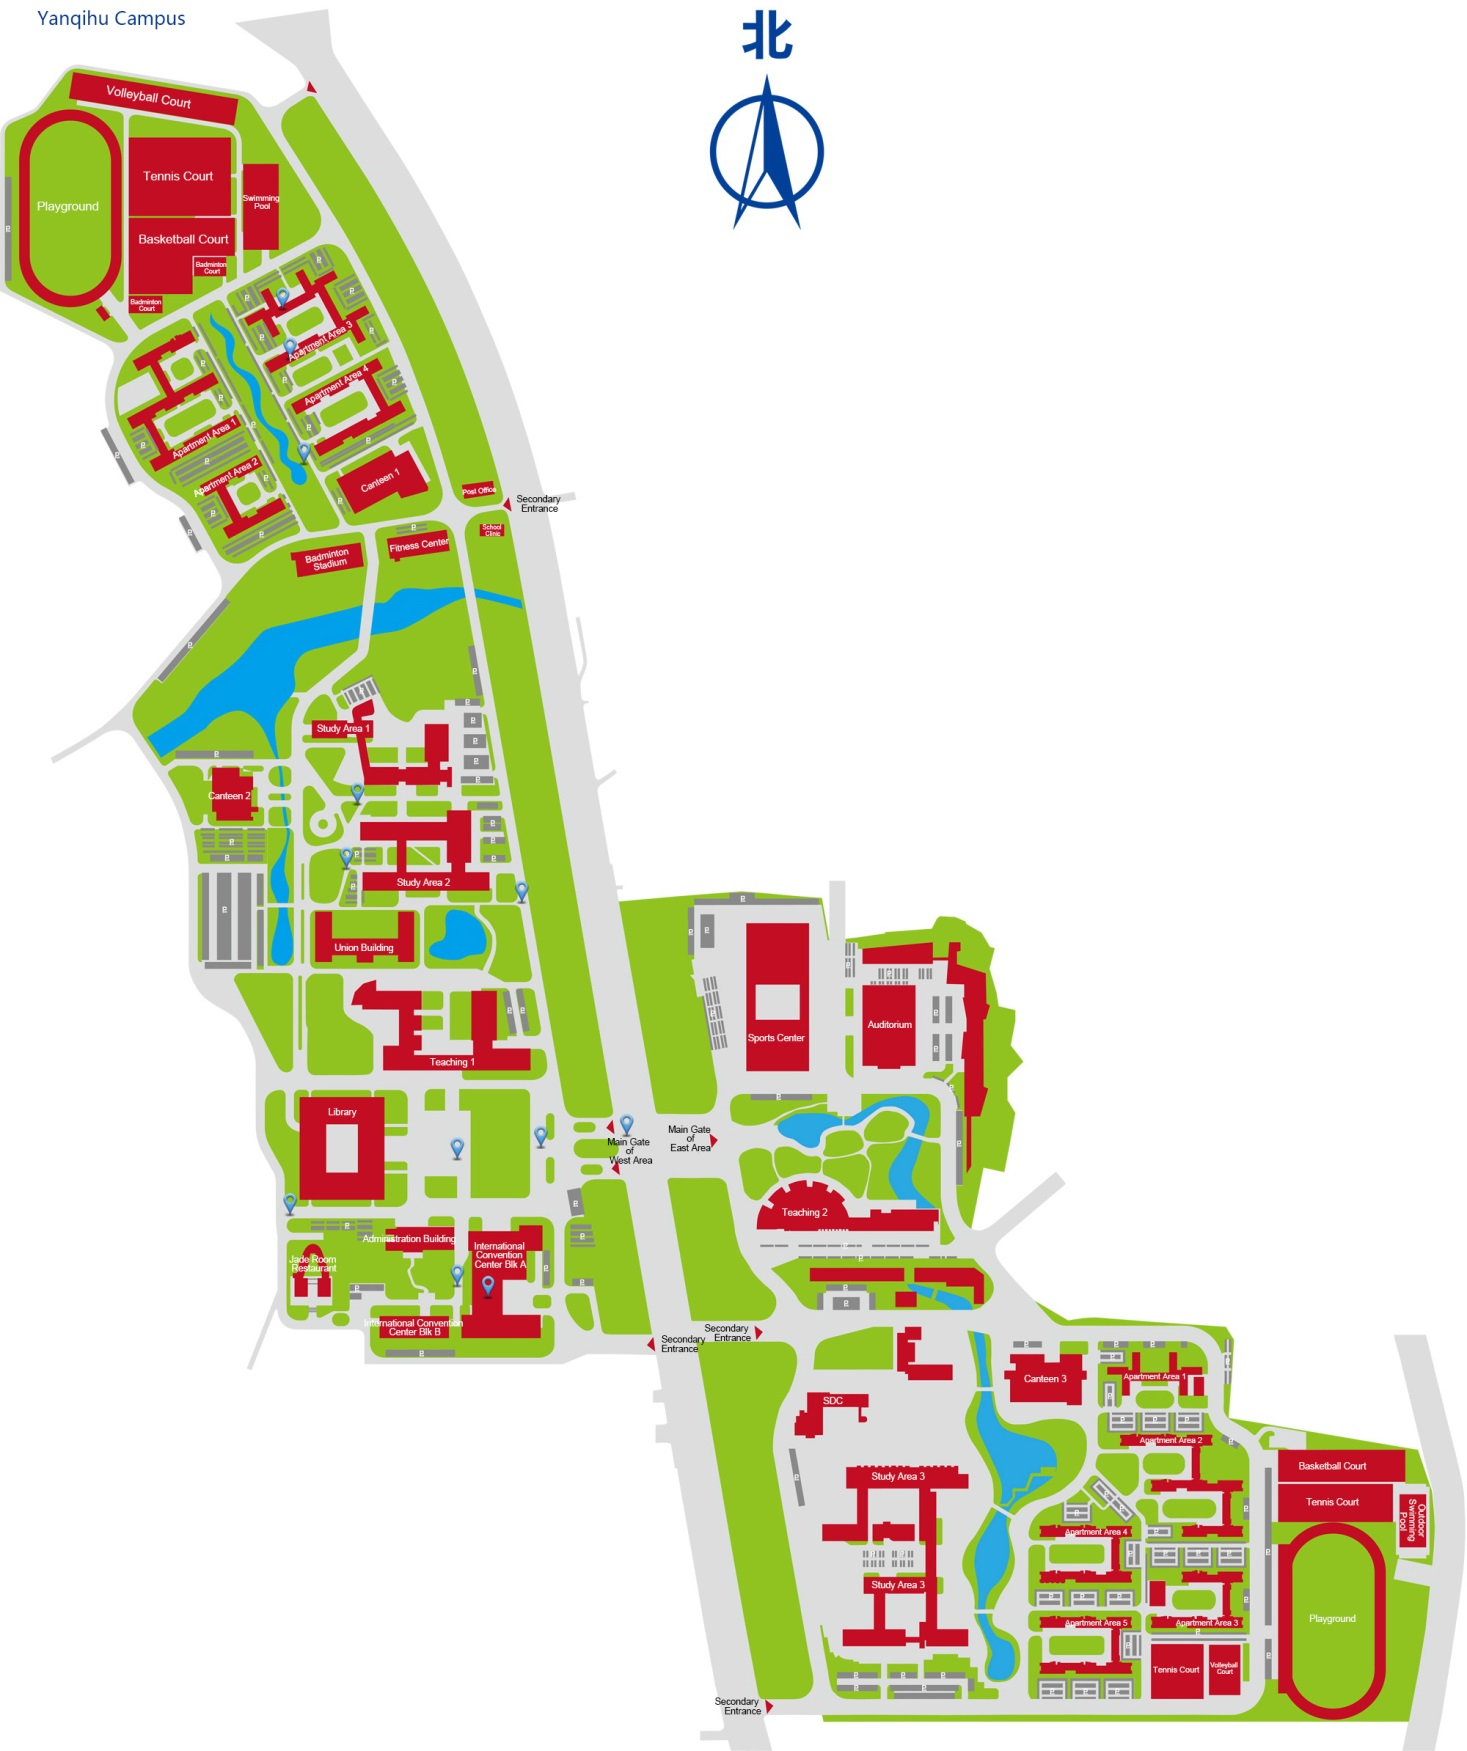 Yanqihu Campus
北
Volleyball Court
Tennis Court
Swimming
Pool
Playground
Basketball Court
Badminton
Court
Badminton
Court
Apartment Area 3
Apartment Area 4
Apartment Area 1
Apartment Area 2
Canteen 1
Post Office
Secondary
Entrance
School
Clinic
Fitness Center
Badminton
Stadium
Study Area 1
Canteen 2
Study Area 2
Union Building
Sports Center
Auditorium
Teaching 1
Library
Main Gate
of
West Area
Main Gate
of
East Area
Teaching 2
Administration Building
International
Convention
Center Blk A
Jade Room
Restaurant
International Convention
Center Blk B
Secondary
Entrance
Secondary
Entrance
Canteen 3
Apartment Area 1
SDC
Apartment Area 2
Basketball Court
Study Area 3
Tennis Court
Outdoor
Swimming
Pool
Apartment Area 4
Study Area 3
Playground
Apartment Area 5
Apartment Area 3
Tennis Court
Volleyball
Court
Secondary
Entrance